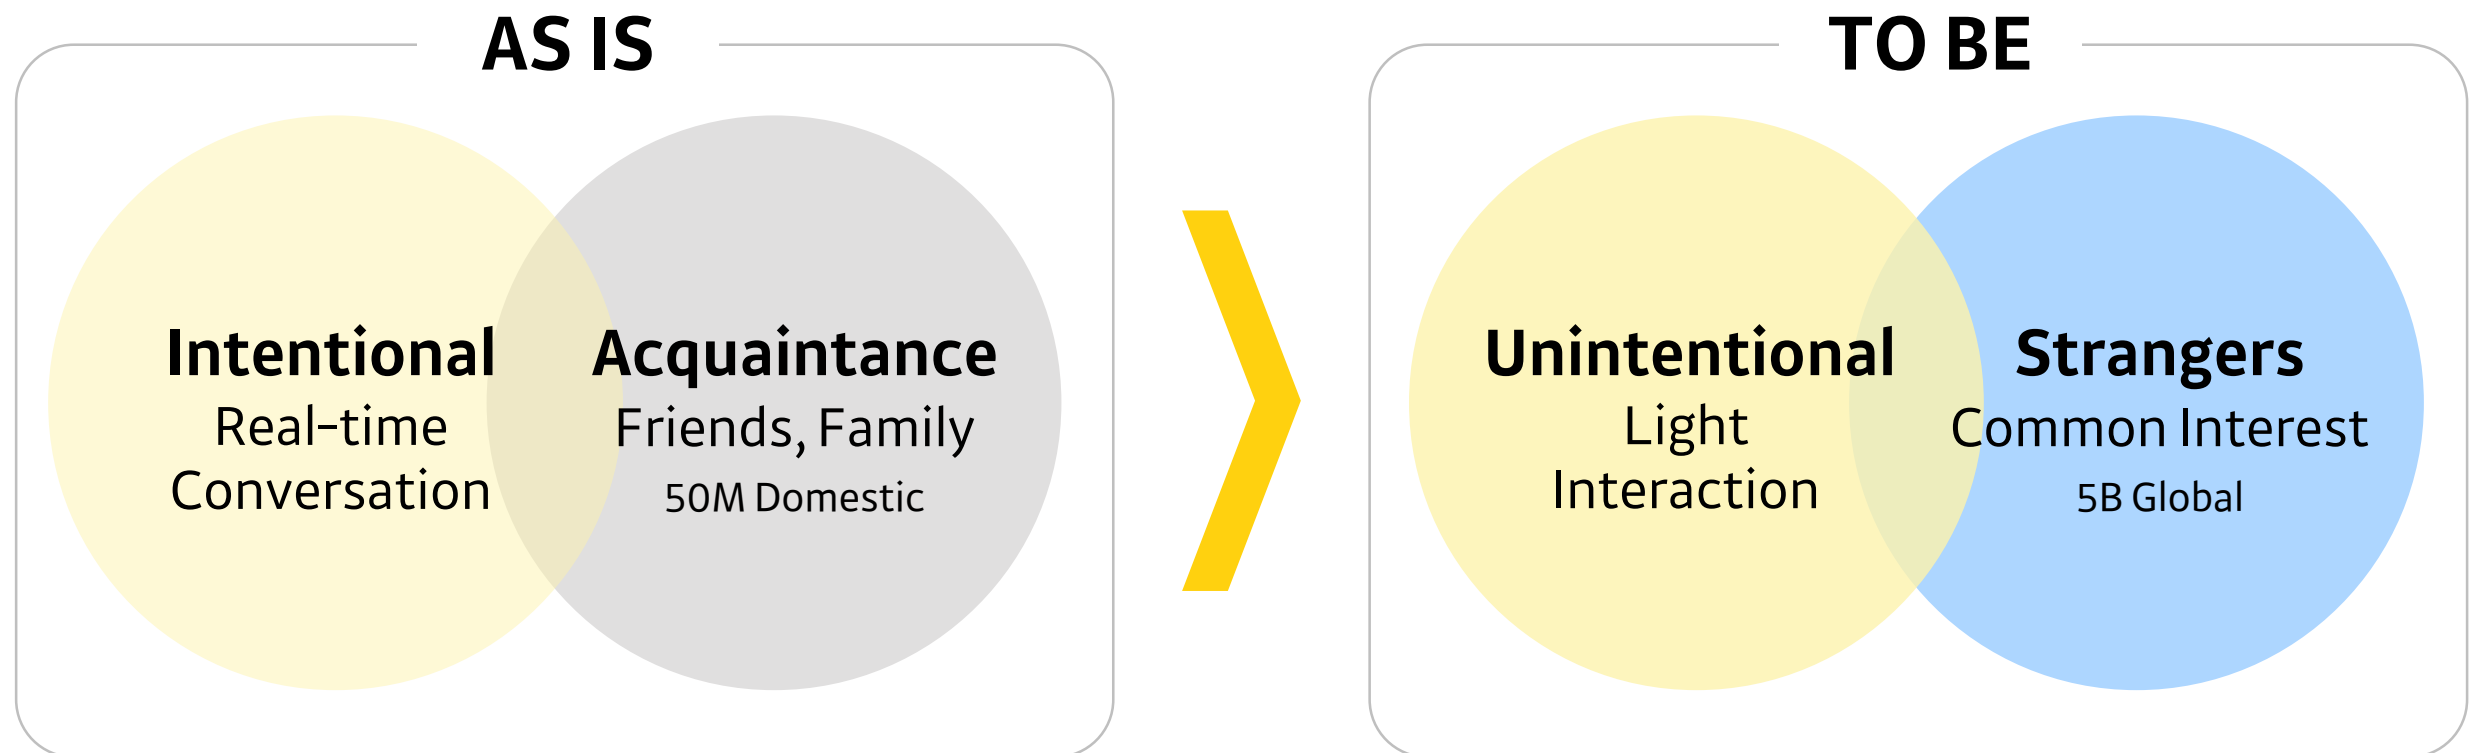 AS IS
Intentional
Real-time
Conversation
Acquaintance
Friends, Family
50M Domestic
TO BE
Unintentional
Light
Interaction
Strangers
Common Interest
5B Global